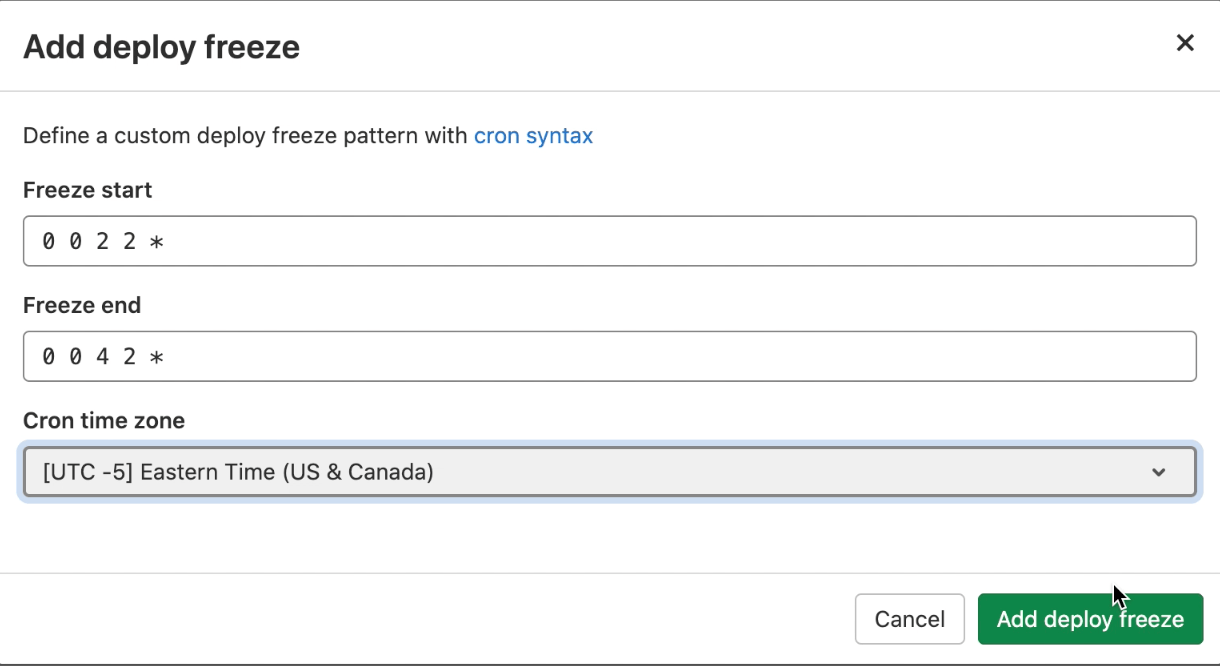 Add deploy freeze
Define a custom deploy freeze pattern with cron syntax
Freeze start
0 0 2 2 *
Freeze end
0 0 4 2 *
Cron time zone
[UTC -5] Eastern Time (US & Canada)
Cancel
Add deploy freeze